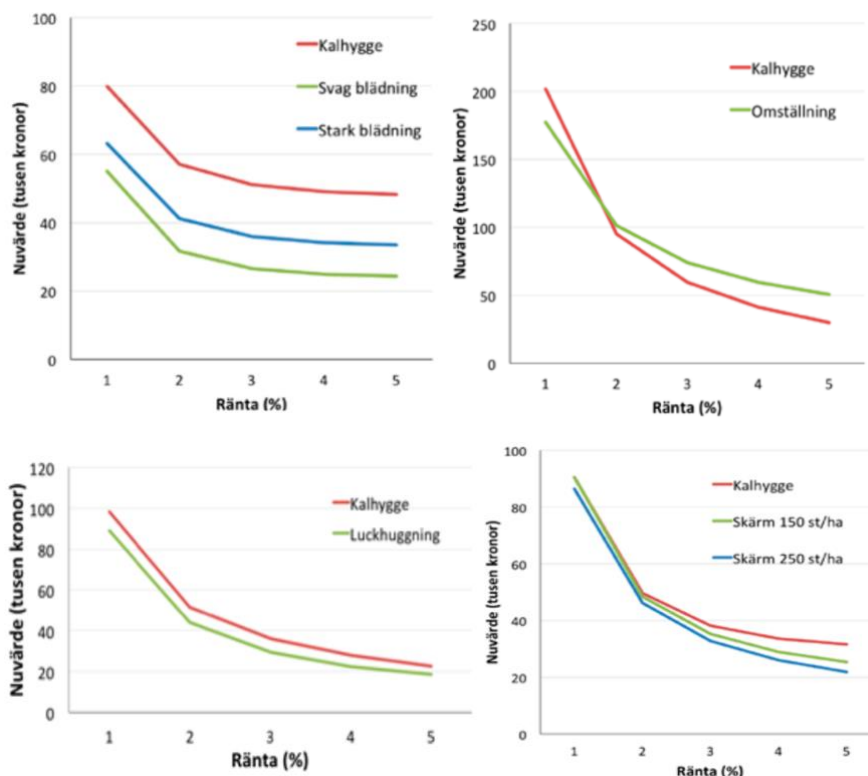 100
80
60
40
20
0
Nuvärde (tusen kronor)
Kalhygge
Svag blädning
Stark blädning
1 2 3 4 5
Ränta (%)
250
200
150
100
50
0
Nuvärde (tusen kronor)
Kalhygge
Omställning
1 2 3 4 5
Ränta (%)
120
100
80
60
40
20
0
Nuvärde (tusen kronor)
Kalhygge
Luckhuggning
1 2 3 4 5
Ränta (%)
100
80
60
40
20
0
Nuvärde (tusen kronor)
Kalhygge
Skärm 150 st/ha
Skärm 250 st/ha
1 2 3 4 5
Ränta (%)